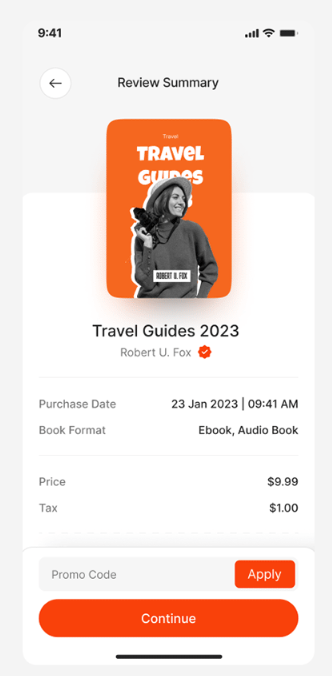 9:41
Review Summary
Travel
TRAVEL
GUIDES
ROBERT U. FOX
Travel Guides 2023
Robert U. Fox
Purchase Date 23 Jan 2023 | 09:41 AM
Book Format Ebook, Audio Book
Price $9.99
Tax $1.00
Promo Code Apply
Continue